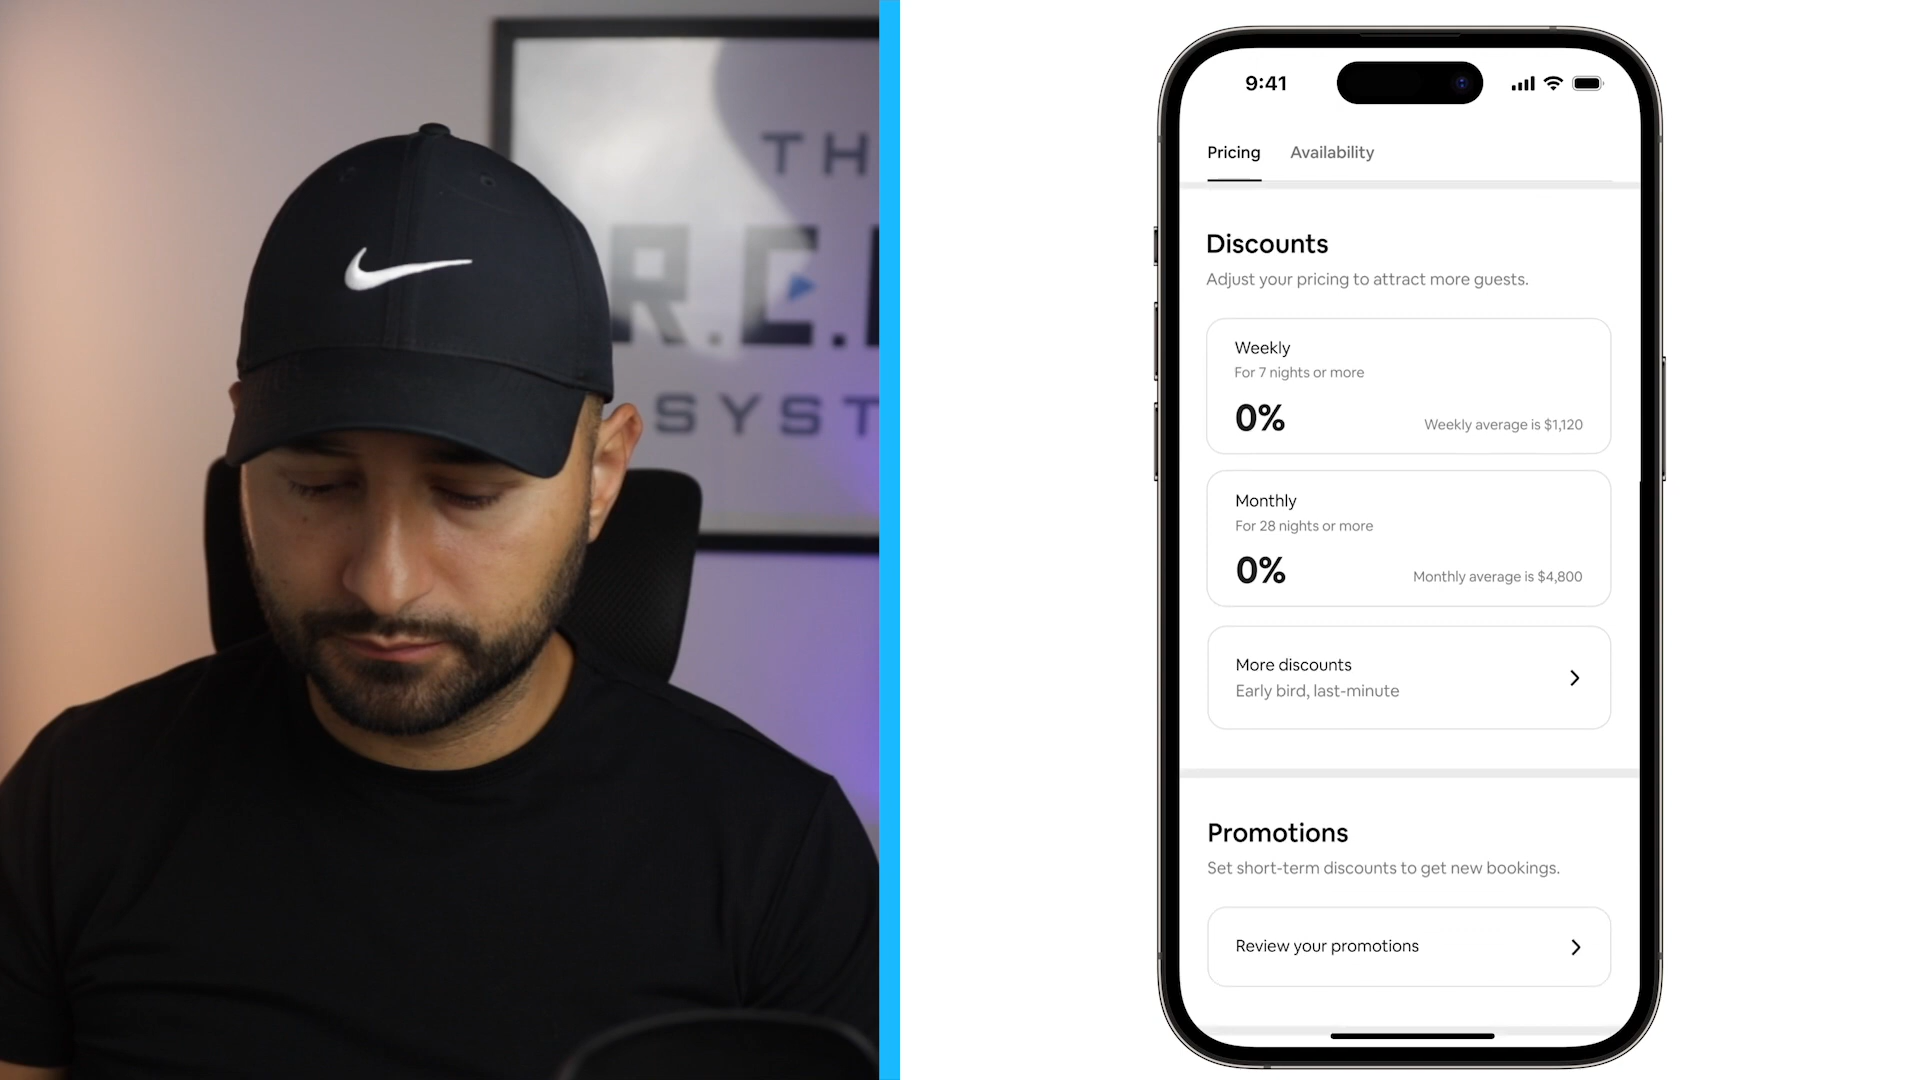 TH
R.C.
SYST
9:41
Pricing Availability
Discounts
Adjust your pricing to attract more guests.
Weekly
For 7 nights or more
0% Weekly average is $1,120
Monthly
For 28 nights or more
0% Monthly average is $4,800
More discounts
Early bird, last-minute
Promotions
Set short-term discounts to get new bookings.
Review your promotions